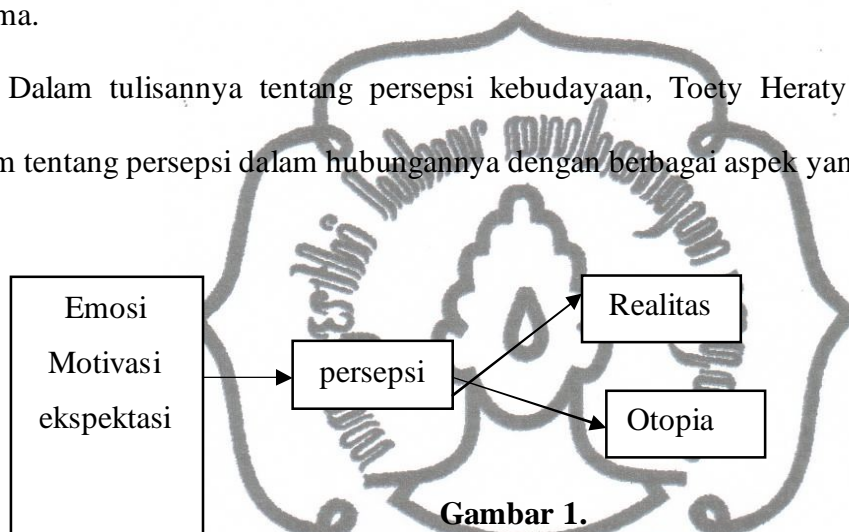 ma.
Dalam tulisannya tentang persepsi kebudayaan, Toety Heraty
m tentang persepsi dalam hubungannya dengan berbagai aspek yan
Emosi
Motivasi
ekspektasi
persepsi
Realitas
Otopia
Gambar 1.